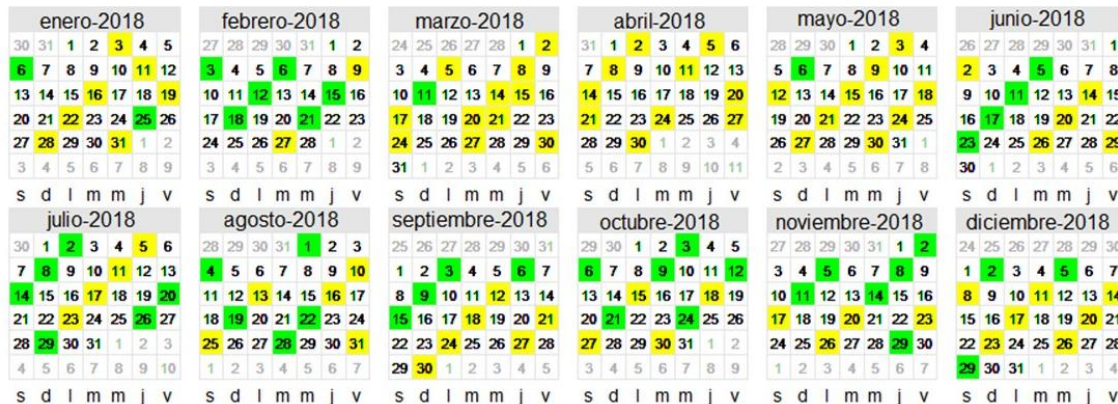 enero-2018 febrero-2018 marzo-2018 abril-2018 mayo-2018 junio-2018
30 31 1 2 3 4 5 27 28 29 30 31 1 2 24 25 26 27 28 1 2 31 1 2 3 4 5 6 28 29 30 1 2 3 4 26 27 28 29 30 31 1
6 7 8 9 10 11 12 3 4 5 6 7 8 9 3 4 5 6 7 8 9 7 8 9 10 11 12 13 5 6 7 8 9 10 11 2 3 4 5 6 7 8
13 14 15 16 17 18 19 10 11 12 13 14 15 16 10 11 12 13 14 15 16 14 15 16 17 18 19 20 12 13 14 15 16 17 18 9 10 11 12 13 14 15
20 21 22 23 24 25 26 17 18 19 20 21 22 23 17 18 19 20 21 22 23 21 22 23 24 25 26 27 19 20 21 22 23 24 25 16 17 18 19 20 21 22
27 28 29 30 31 1 2 24 25 26 27 28 1 2 24 25 26 27 28 29 30 28 29 30 1 2 3 4 26 27 28 29 30 31 1 23 24 25 26 27 28 29
3 4 5 6 7 8 9 3 4 5 6 7 8 9 31 1 2 3 4 5 6 5 6 7 8 9 10 11 2 3 4 5 6 7 8 30 1 2 3 4 5 6
s d l m m j v s d l m m j v s d l m m j v s d l m m j v s d l m m j v s d l m m j v
julio-2018 agosto-2018 septiembre-2018 octubre-2018 noviembre-2018 diciembre-2018
30 1 2 3 4 5 6 28 29 30 31 1 2 3 25 26 27 28 29 30 31 29 30 1 2 3 4 5 27 28 29 30 31 1 2 24 25 26 27 28 29 30
7 8 9 10 11 12 13 4 5 6 7 8 9 10 1 2 3 4 5 6 7 6 7 8 9 10 11 12 3 4 5 6 7 8 9 1 2 3 4 5 6 7
14 15 16 17 18 19 20 11 12 13 14 15 16 17 8 9 10 11 12 13 14 13 14 15 16 17 18 19 10 11 12 13 14 15 16 8 9 10 11 12 13 14
21 22 23 24 25 26 27 18 19 20 21 22 23 24 15 16 17 18 19 20 21 20 21 22 23 24 25 26 17 18 19 20 21 22 23 15 16 17 18 19 20 21
28 29 30 31 1 2 3 25 26 27 28 29 30 31 22 23 24 25 26 27 28 27 28 29 30 31 1 2 24 25 26 27 28 29 30 22 23 24 25 26 27 28
4 5 6 7 8 9 10 1 2 3 4 5 6 7 29 30 1 2 3 4 5 3 4 5 6 7 8 9 1 2 3 4 5 6 7 29 30 31 1 2 3 4
s d l m m j v s d l m m j v s d l m m j v s d l m m j v s d l m m j v s d l m m j v